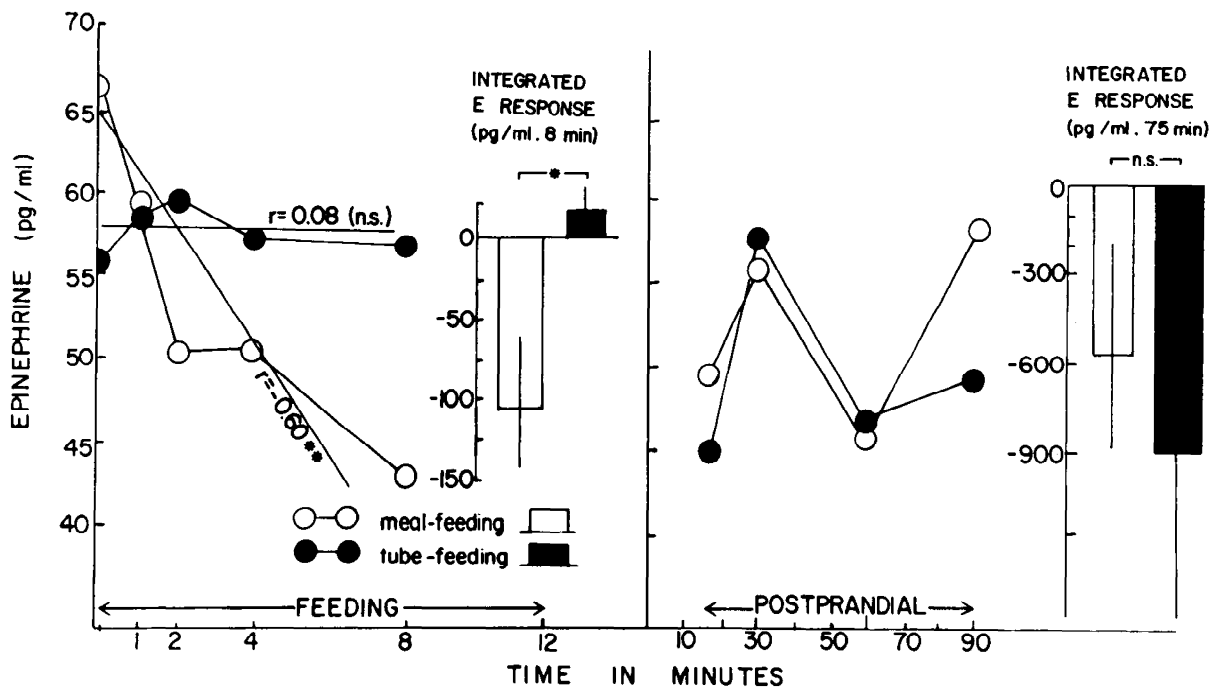 70
65
60
55
50
45
40
EPINEPHRINE (pg/ml)
r=0.08 (n.s.)
r=-0.60**
INTEGRATED
E RESPONSE
(pg/ml. 8 min)
*
0
-50
-100
-150
meal-feeding
tube-feeding
FEEDING
1 2 4 8 12
INTEGRATED
E RESPONSE
(pg/ml. 75 min)
n.s.
0
-300
-600
-900
POSTPRANDIAL
10 30 50 70 90
TIME IN MINUTES